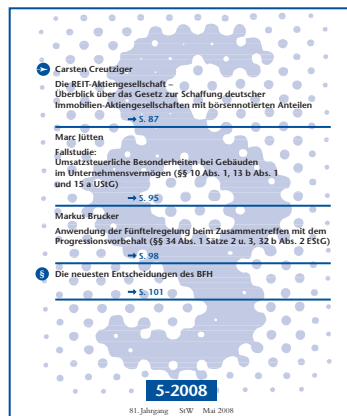 Carsten Creutziger
Die REIT-Aktiengesellschaft –
Überblick über das Gesetz zur Schaffung deutscher
Immobilien-Aktiengesellschaften mit börsennotierten Anteilen
➞ S. 87
Marc Jütten
Fallstudie:
Umsatzsteuerliche Besonderheiten bei Gebäuden
im Unternehmensvermögen (§§ 10 Abs. 1, 13 b Abs. 1
und 15 a UStG)
➞ S. 95
Markus Brucker
Anwendung der Fünftelregelung beim Zusammentreffen mit dem
Progressionsvorbehalt (§§ 34 Abs. 1 Sätze 2 u. 3, 32 b Abs. 2 EStG)
➞ S. 98
§ Die neuesten Entscheidungen des BFH
➞ S. 101
5-2008
81. Jahrgang StW Mai 2008